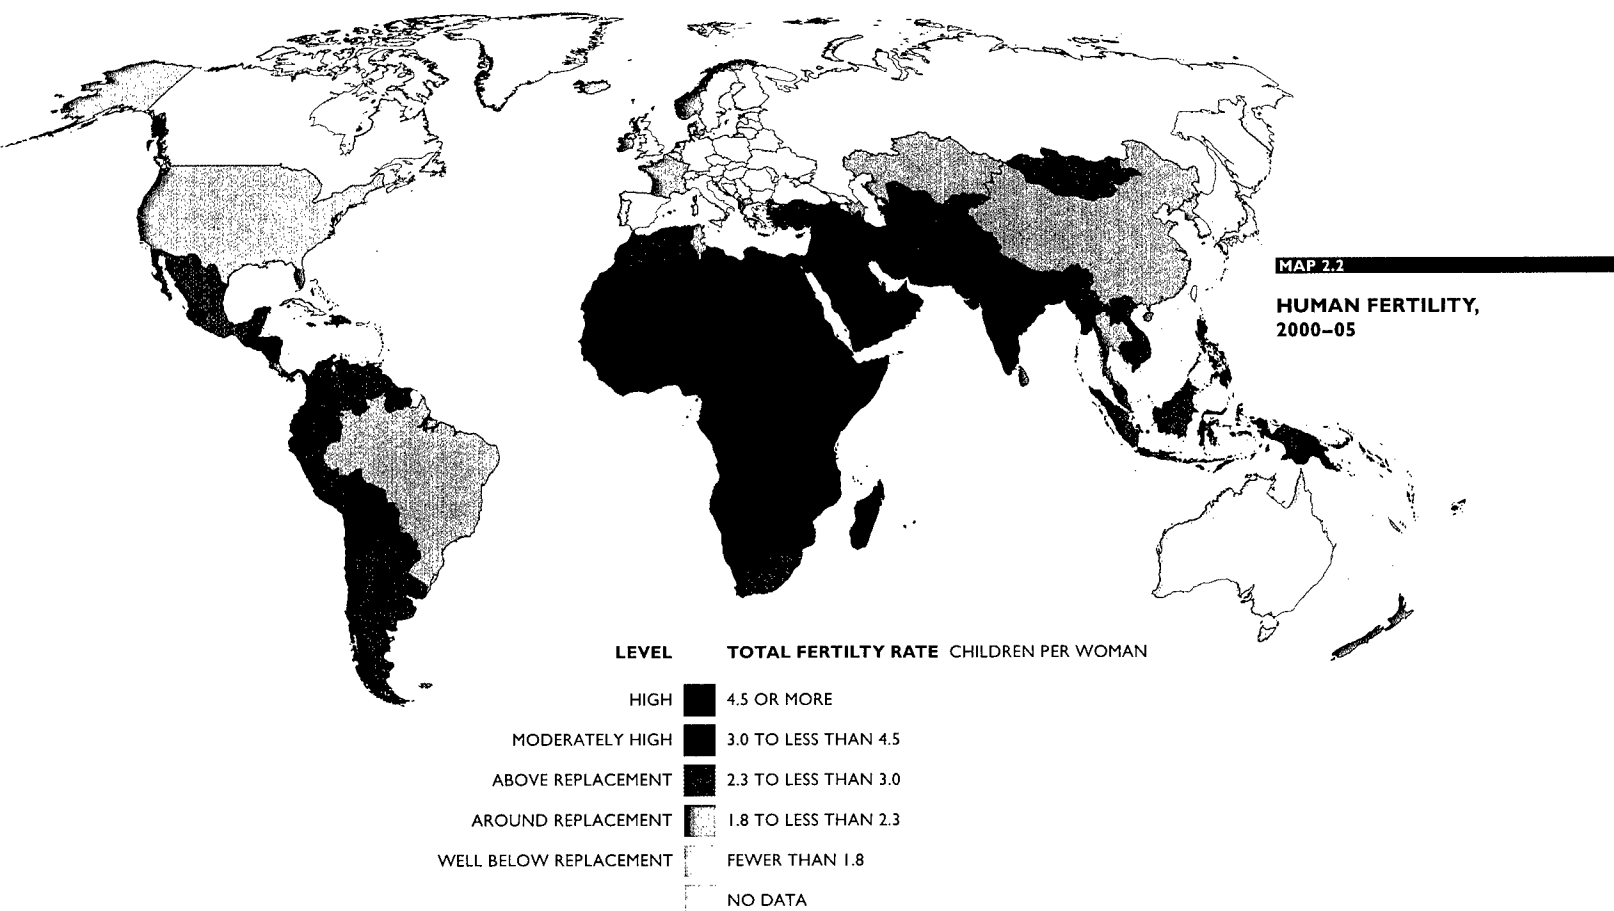 MAP 2.2
HUMAN FERTILITY,
2000–05
LEVEL TOTAL FERTILTY RATE CHILDREN PER WOMAN
HIGH 4.5 OR MORE
MODERATELY HIGH 3.0 TO LESS THAN 4.5
ABOVE REPLACEMENT 2.3 TO LESS THAN 3.0
AROUND REPLACEMENT 1.8 TO LESS THAN 2.3
WELL BELOW REPLACEMENT FEWER THAN 1.8
NO DATA